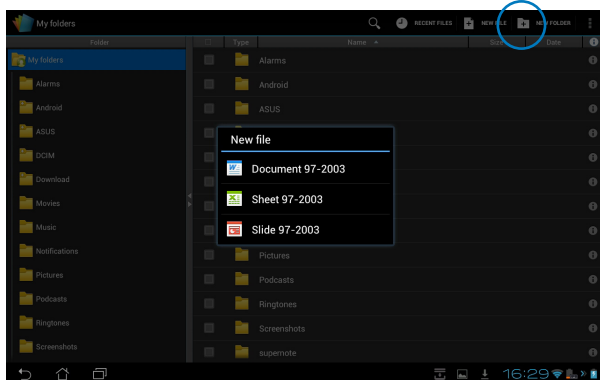 My folders
RECENT FILES
NEW FILE
NEW FOLDER
Folder
Type
Name
Size
Date
My folders
Alarms
Android
ASUS
DCIM
Download
Movies
Music
Notifications
Pictures
Podcasts
Ringtones
Screenshots
Alarms
Android
ASUS
New file
Document 97-2003
Sheet 97-2003
Slide 97-2003
Pictures
Podcasts
Ringtones
Screenshots
supernote
16:29